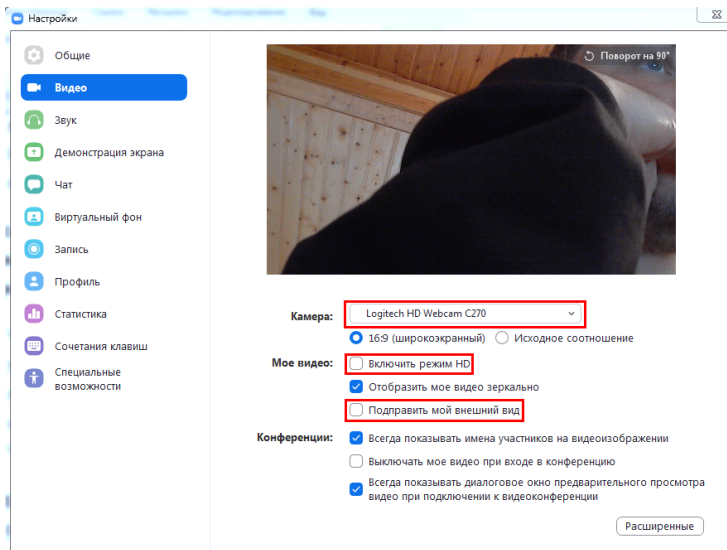 Настройки
Общие
Видео
Звук
Демонстрация экрана
Чат
Виртуальный фон
Запись
Профиль
Статистика
Сочетания клавиш
Специальные
возможности
Поворот на 90°
Камера: Logitech HD Webcam C270
16:9 (широкоэкранный) Исходное соотношение
Мое видео: Включить режим HD
Отобразить мое видео зеркально
Подправить мой внешний вид
Конференции: Всегда показывать имена участников на видеоизображении
Выключать мое видео при входе в конференцию
Всегда показывать диалоговое окно предварительного просмотра
видео при подключении к видеоконференции
Расширенные